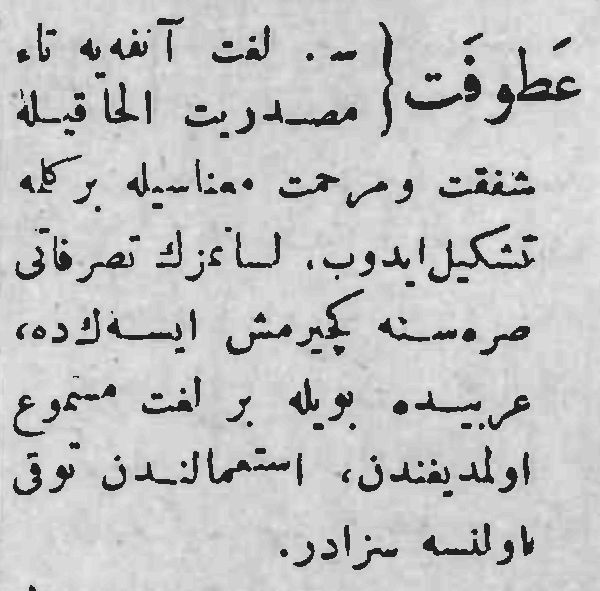 عَطوفَت { — . لغت آنفه‌یه تاء
مصدریت الحاقیله
شفقت و مرحمت معناسیله بر کلمه
تشکیل ایدوب، لسانمزك تصرفاتی
صره‌سنه کچیرمش ایسه‌ك ده،
عربیده بویله بر لغت مسموع
اولمدیغندن، استعمالندن توقی
اولنسه سزادر.